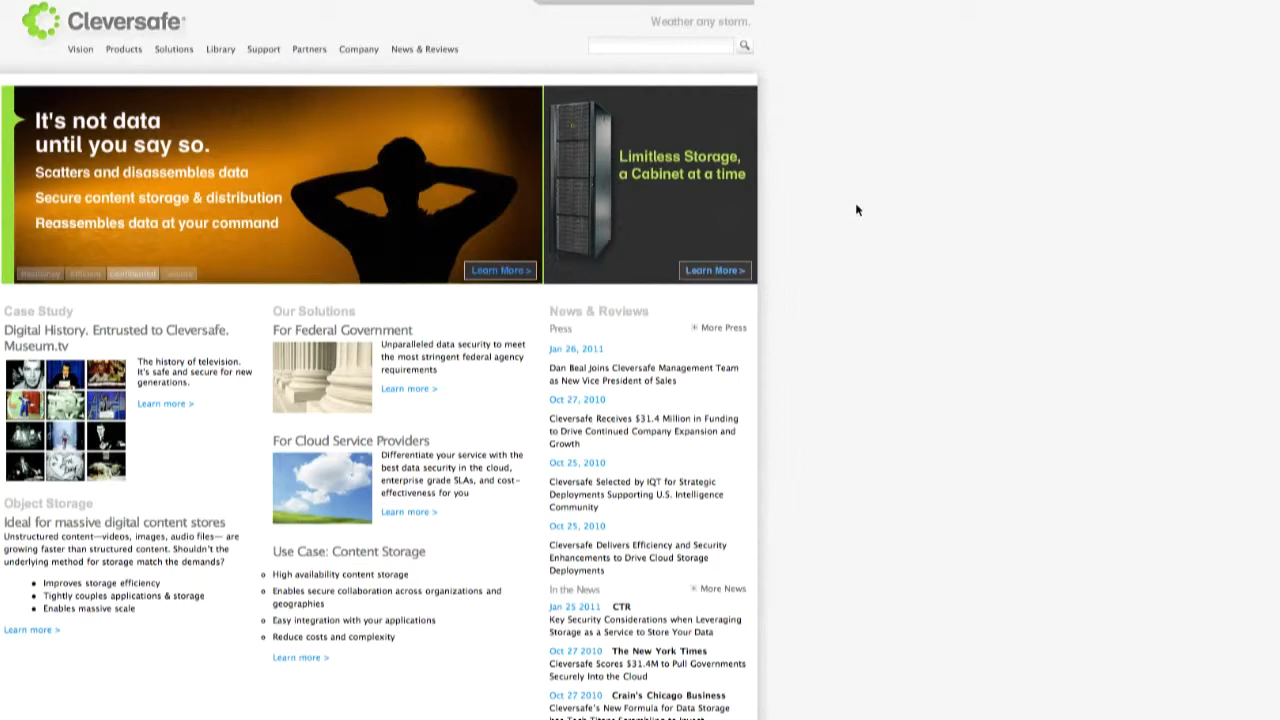 Cleversafe
Weather any storm.
Vision Products Solutions Library Support Partners Company News & Reviews
It's not data
until you say so.
Scatters and disassembles data
Secure content storage & distribution
Reassembles data at your command
Learn More >
Limitless Storage,
a Cabinet at a time
Learn More >
Case Study
Digital History. Entrusted to Cleversafe.
Museum.tv
The history of television.
It's safe and secure for new
generations.
Learn more >
Object Storage
Ideal for massive digital content stores
Unstructured content—videos, images, audio files— are
growing faster than structured content. Shouldn't the
underlying method for storage match the demands?
Improves storage efficiency
Tightly couples applications & storage
Enables massive scale
Learn more >
Our Solutions
For Federal Government
Unparalleled data security to meet
the most stringent federal agency
requirements
Learn more >
For Cloud Service Providers
Differentiate your service with the
best data security in the cloud,
enterprise grade SLAs, and cost-
effectiveness for you
Learn more >
Use Case: Content Storage
High availability content storage
Enables secure collaboration across organizations and
geographies
Easy integration with your applications
Reduce costs and complexity
Learn more >
News & Reviews
Press
More Press
Jan 26, 2011
Dan Beal Joins Cleversafe Management Team
as New Vice President of Sales
Oct 27, 2010
Cleversafe Receives $31.4 Million in Funding
to Drive Continued Company Expansion and
Growth
Oct 25, 2010
Cleversafe Selected by IQT for Strategic
Deployments Supporting U.S. Intelligence
Community
Oct 25, 2010
Cleversafe Delivers Efficiency and Security
Enhancements to Drive Cloud Storage
Deployments
In the News
More News
Jan 25 2011 CTR
Key Security Considerations when Leveraging
Storage as a Service to Store Your Data
Oct 27 2010 The New York Times
Cleversafe Scores $31.4M to Pull Governments
Securely Into the Cloud
Oct 27 2010 Crain's Chicago Business
Cleversafe's New Formula for Data Storage